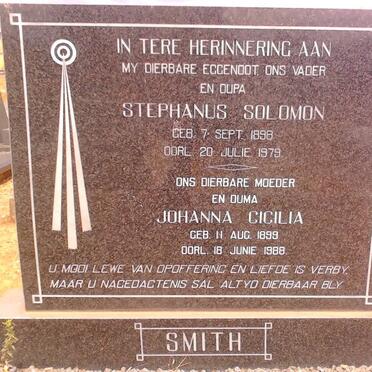 IN TERE HERINNERING AAN
MY DIERBARE EGGENOOT ONS VADER
EN OUPA
STEPHANUS SOLOMON
GEB. 7 SEPT. 1898
OORL. 20 JULIE 1979
ONS DIERBARE MOEDER
EN OUMA
JOHANNA CICILIA
GEB. 11 AUG. 1899
OORL. 18 JUNIE 1988
U MOOI LEWE VAN OPOFFERING EN LIEFDE IS VERBY,
MAAR U NAGEDAGTENIS SAL ALTYD DIERBAAR BLY.
SMITH